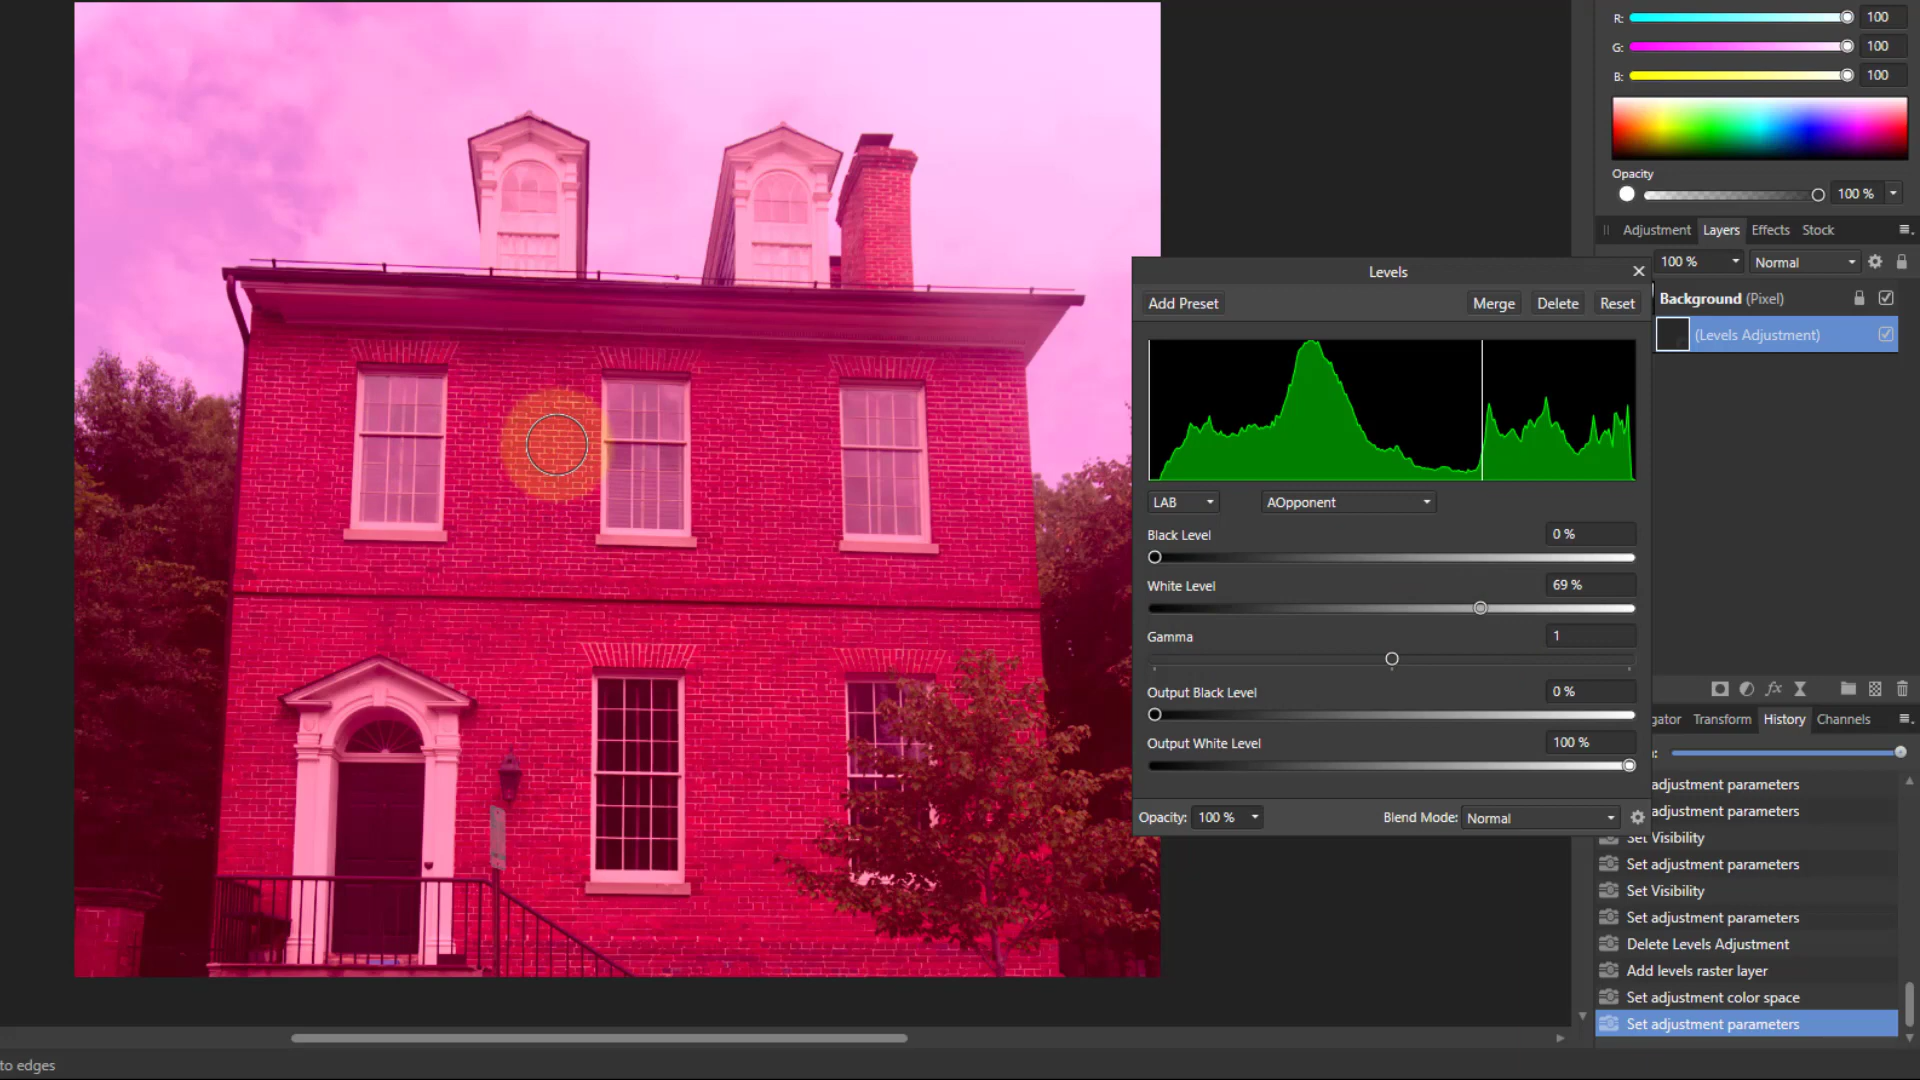 R: 100
G: 100
B: 100
Opacity
100 %
Adjustment Layers Effects Stock
100 % Normal
Background (Pixel)
(Levels Adjustment)
Levels
Add Preset Merge Delete Reset
LAB AOpponent
Black Level 0 %
White Level 69 %
Gamma 1
Output Black Level 0 %
Output White Level 100 %
Opacity: 100 % Blend Mode: Normal
fx
gator Transform History Channels
:
adjustment parameters
adjustment parameters
Set Visibility
Set adjustment parameters
Set Visibility
Set adjustment parameters
Delete Levels Adjustment
Add levels raster layer
Set adjustment color space
Set adjustment parameters
to edges